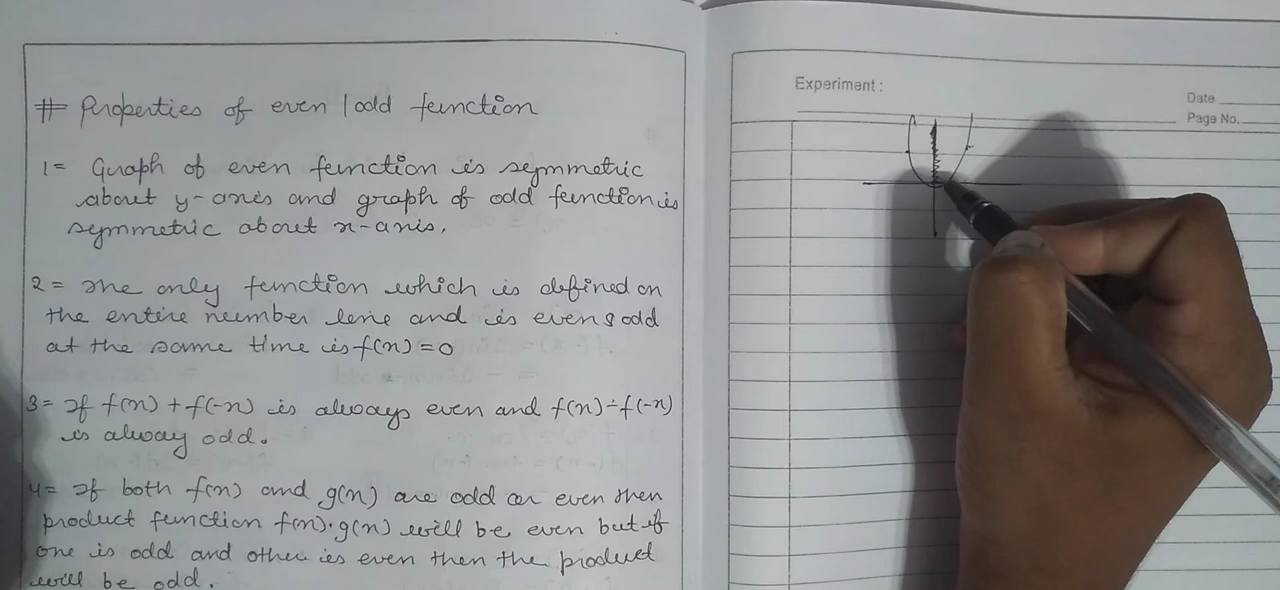 # Properties of even / odd function
1= Graph of even function is symmetric
about y-axis and graph of odd function is
symmetric about x-axis.
2= The only function which is defined on
the entire number line and is even & odd
at the same time is f(x)=0
3= If f(x) + f(-x) is always even and f(x)-f(-x)
is alway odd.
4= If both f(x) and g(x) are odd or even then
product function f(x).g(x) will be even but if
one is odd and other is even then the product
will be odd.
Experiment :
Date
Page No.